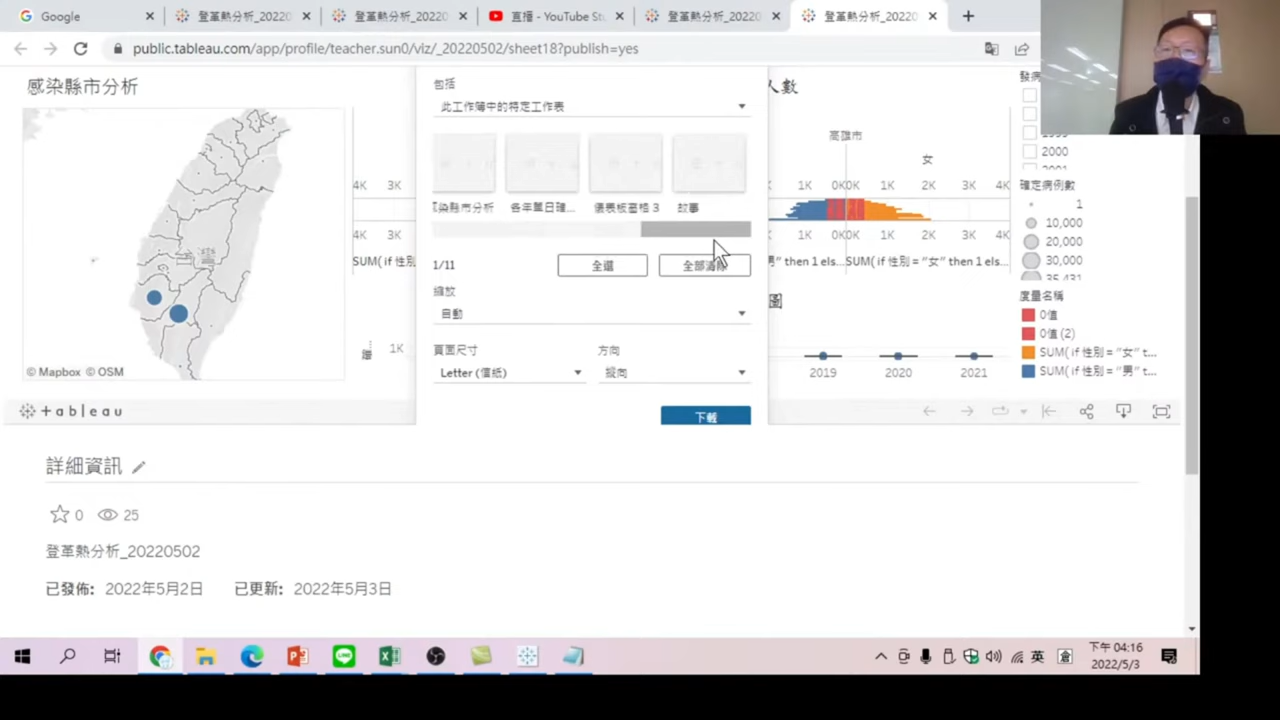 Google
登革熱分析_20220
登革熱分析_20220
直播 - YouTube Stu
登革熱分析_20220
登革熱分析_20220
public.tableau.com/app/profile/teacher.sun0/viz/_20220502/sheet18?publish=yes
感染縣市分析
台灣
© Mapbox © OSM
4K 3K
4K 3K
SUM( if 性別
1K
包括
此工作簿中的特定工作表
感染縣市分析
各年單日確...
儀表板表格 3
故事
1/11
全選
全部清除
縮放
自動
頁面尺寸
方向
Letter (信紙)
縱向
下載
人數
高雄市
女
1K 0K0K 1K 2K 3K 4K
1K 0K0K 1K 2K 3K 4K
男” then 1 els..
SUM( if 性別 = “女” then 1 els...
圖
2019
2020
2021
發病
2000
2001
確定病例數
1
10,000
20,000
30,000
35,431
度量名稱
0值
0值 (2)
SUM( if 性別 = “女” t...
SUM( if 性別 = “男” t...
+ a b l e a u
詳細資訊
0
25
登革熱分析_20220502
已發佈: 2022年5月2日
已更新: 2022年5月3日
英
下午 04:16
2022/5/3